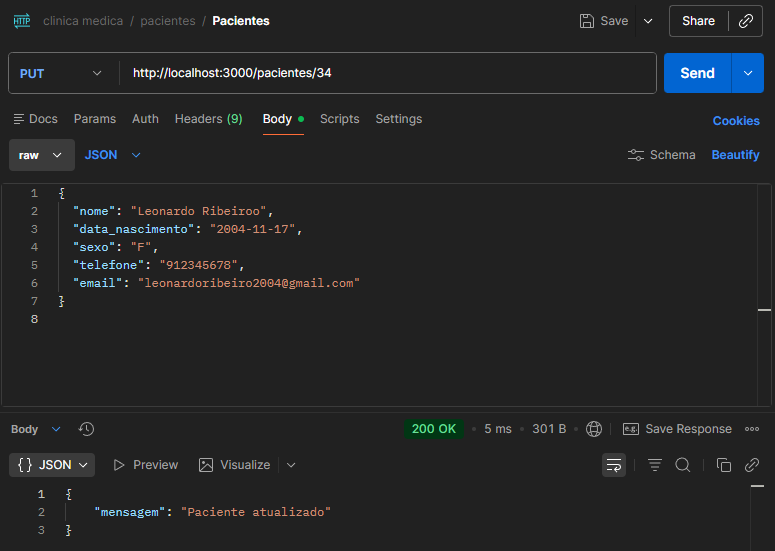 HTTP clinica medica / pacientes / Pacientes Save Share
PUT http://localhost:3000/pacientes/34 Send
Docs Params Auth Headers (9) Body Scripts Settings Cookies
raw JSON Schema Beautify
1 {
2 "nome": "Leonardo Ribeiroo",
3 "data_nascimento": "2004-11-17",
4 "sexo": "F",
5 "telefone": "912345678",
6 "email": "leonardoribeiro2004@gmail.com"
7 }
8
Body 200 OK • 5 ms • 301 B • e.g. Save Response
{} JSON Preview Visualize
1 {
2 "mensagem": "Paciente atualizado"
3 }